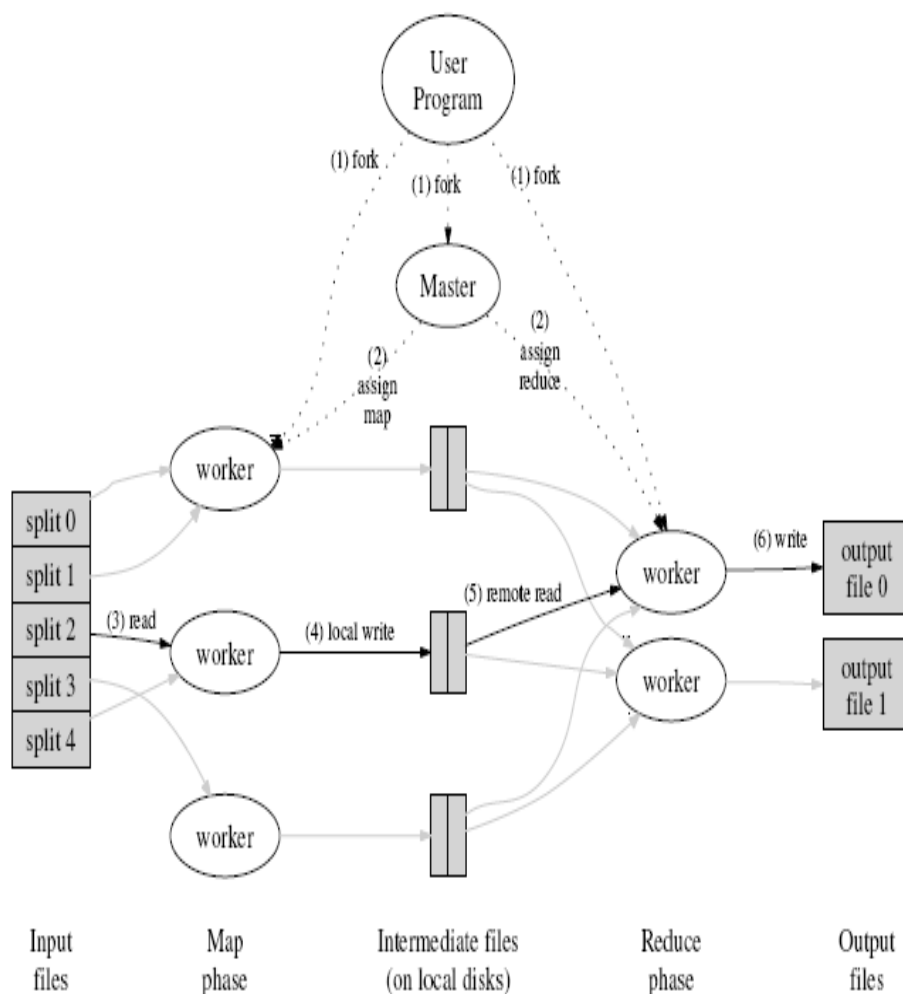 User
Program
(1) fork
(1) fork
(1) fork
Master
(2)
assign
map
(2)
assign
reduce
worker
split 0
split 1
split 2
split 3
split 4
(3) read
worker
(4) local write
(5) remote read
worker
(6) write
output
file 0
worker
output
file 1
worker
Input
files
Map
phase
Intermediate files
(on local disks)
Reduce
phase
Output
files